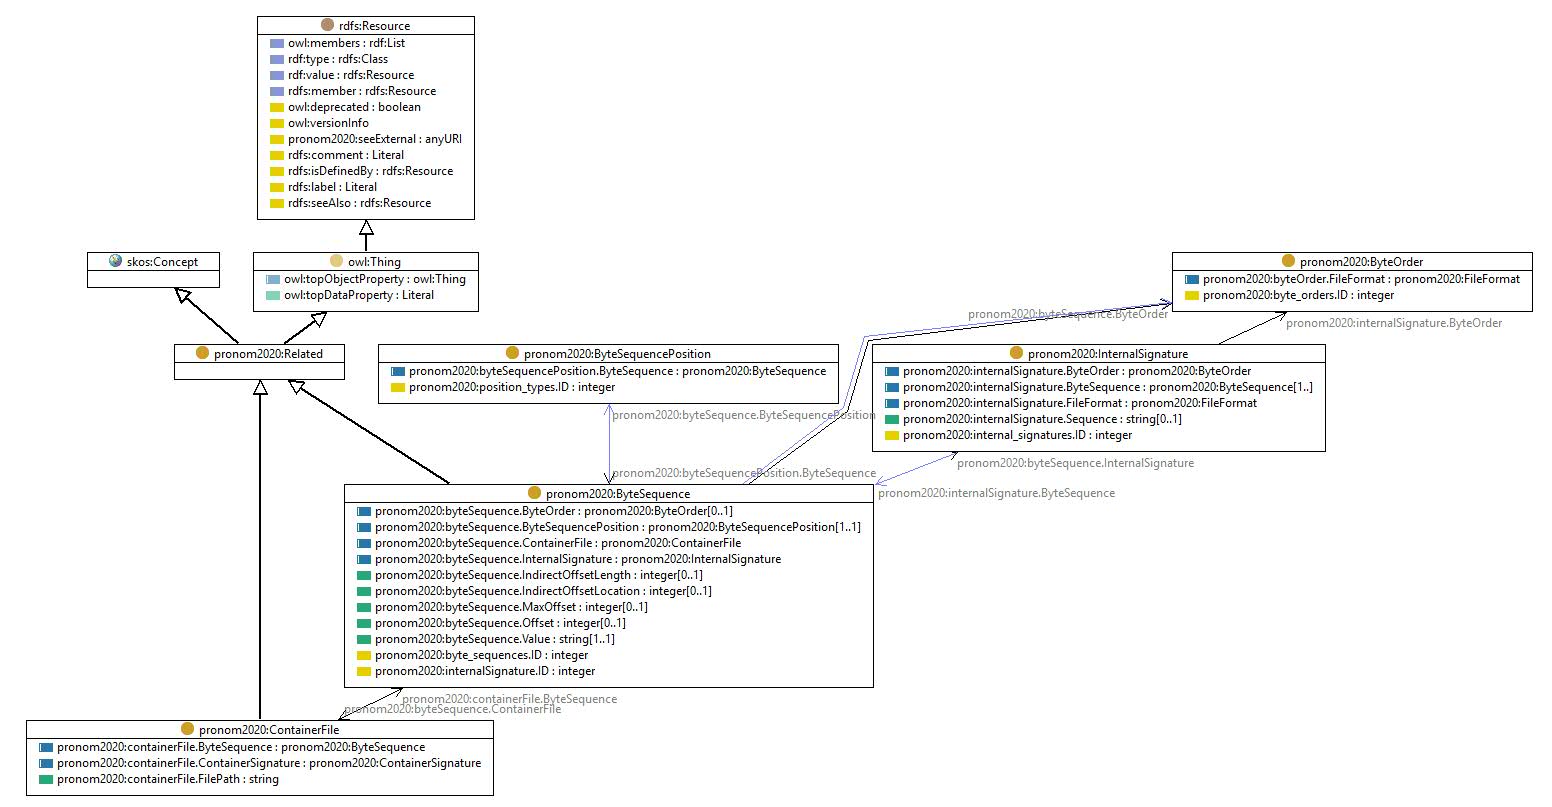 rdfs:Resource
owl:members : rdf:List
rdf:type : rdfs:Class
rdf:value : rdfs:Resource
rdfs:member : rdfs:Resource
owl:deprecated : boolean
owl:versionInfo
pronom2020:seeExternal : anyURI
rdfs:comment : Literal
rdfs:isDefinedBy : rdfs:Resource
rdfs:label : Literal
rdfs:seeAlso : rdfs:Resource
skos:Concept
owl:Thing
owl:topObjectProperty : owl:Thing
owl:topDataProperty : Literal
pronom2020:ByteOrder
pronom2020:byteOrder.FileFormat : pronom2020:FileFormat
pronom2020:byte_orders.ID : integer
pronom2020:byteSequence.ByteOrder
pronom2020:internalSignature.ByteOrder
pronom2020:Related
pronom2020:ByteSequencePosition
pronom2020:byteSequencePosition.ByteSequence : pronom2020:ByteSequence
pronom2020:position_types.ID : integer
pronom2020:InternalSignature
pronom2020:internalSignature.ByteOrder : pronom2020:ByteOrder
pronom2020:internalSignature.ByteSequence : pronom2020:ByteSequence[1..]
pronom2020:internalSignature.FileFormat : pronom2020:FileFormat
pronom2020:internalSignature.Sequence : string[0..1]
pronom2020:internal_signatures.ID : integer
pronom2020:byteSequence.ByteSequencePosition
pronom2020:byteSequencePosition.ByteSequence
pronom2020:byteSequence.InternalSignature
pronom2020:internalSignature.ByteSequence
pronom2020:ByteSequence
pronom2020:byteSequence.ByteOrder : pronom2020:ByteOrder[0..1]
pronom2020:byteSequence.ByteSequencePosition : pronom2020:ByteSequencePosition[1..1]
pronom2020:byteSequence.ContainerFile : pronom2020:ContainerFile
pronom2020:byteSequence.InternalSignature : pronom2020:InternalSignature
pronom2020:byteSequence.IndirectOffsetLength : integer[0..1]
pronom2020:byteSequence.IndirectOffsetLocation : integer[0..1]
pronom2020:byteSequence.MaxOffset : integer[0..1]
pronom2020:byteSequence.Offset : integer[0..1]
pronom2020:byteSequence.Value : string[1..1]
pronom2020:byte_sequences.ID : integer
pronom2020:internalSignature.ID : integer
pronom2020:containerFile.ByteSequence
pronom2020:byteSequence.ContainerFile
pronom2020:ContainerFile
pronom2020:containerFile.ByteSequence : pronom2020:ByteSequence
pronom2020:containerFile.ContainerSignature : pronom2020:ContainerSignature
pronom2020:containerFile.FilePath : string